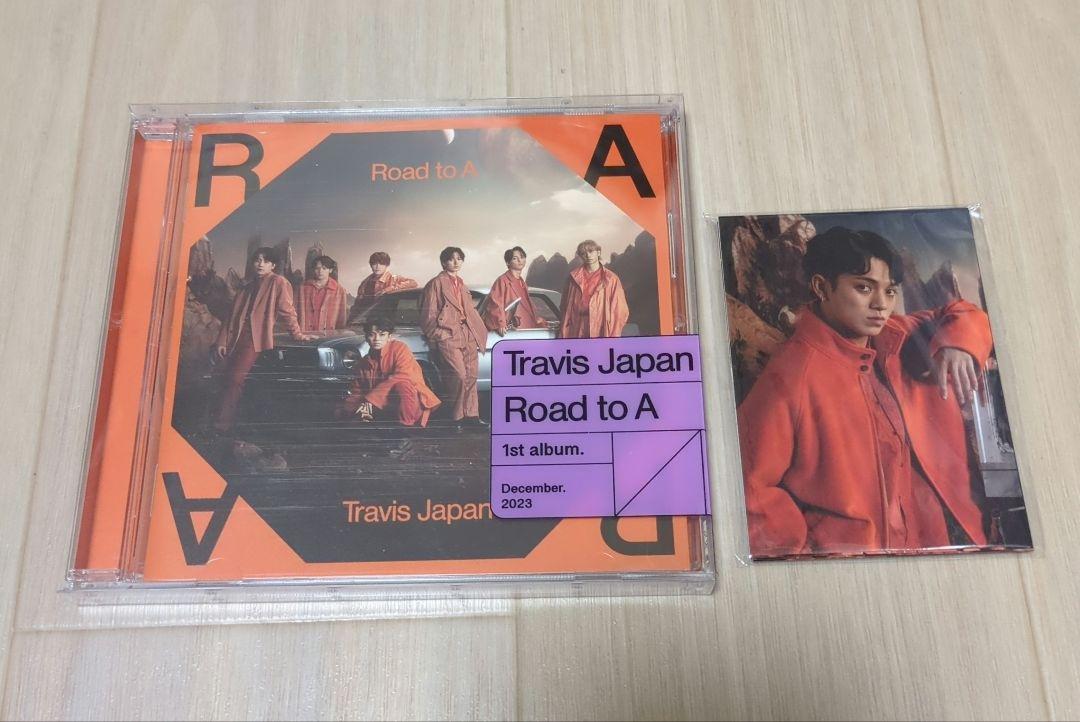 R A
Road to A
Travis Japan
Road to A
1st album.
December.
2023
Travis Japan
A R